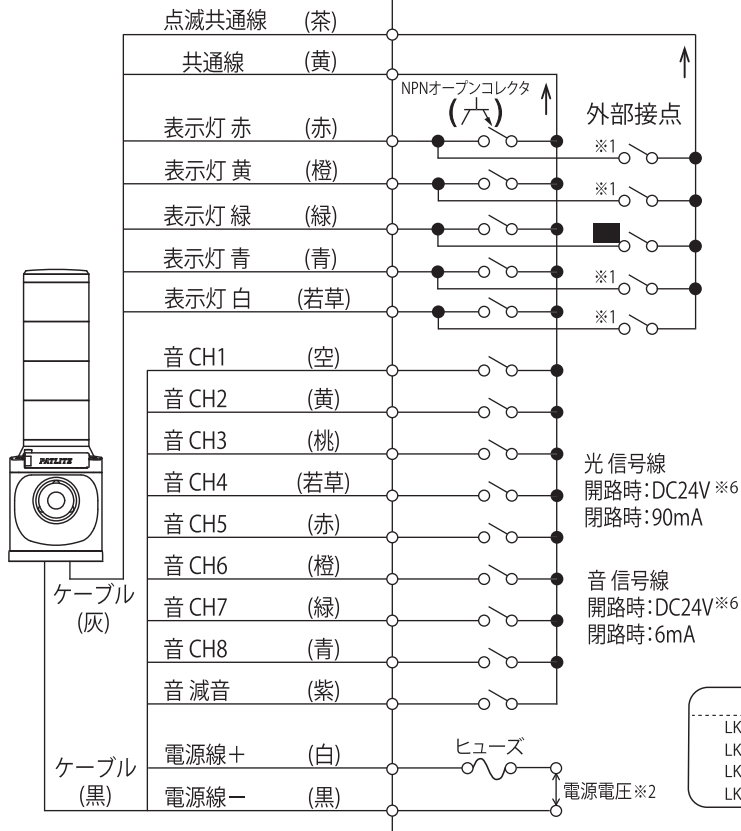 点滅共通線 (茶)
共通線 (黄)
NPNオープンコレクタ
( )
外部接点
表示灯 赤 (赤)
※1
表示灯 黄 (橙)
※1
表示灯 緑 (緑)
表示灯 青 (青)
※1
表示灯 白 (若草)
※1
音 CH1 (空)
音 CH2 (黄)
音 CH3 (桃)
音 CH4 (若草)
音 CH5 (赤)
音 CH6 (橙)
音 CH7 (緑)
音 CH8 (青)
音 減音 (紫)
PATLITE
光 信号線
開路時:DC24V※6
閉路時:90mA
音 信号線
開路時:DC24V※6
閉路時:6mA
ケーブル
(灰)
ケーブル
(黒)
電源線＋ (白)
電源線－ (黒)
ヒューズ
電源電圧※2
LK
LK
LK
LK